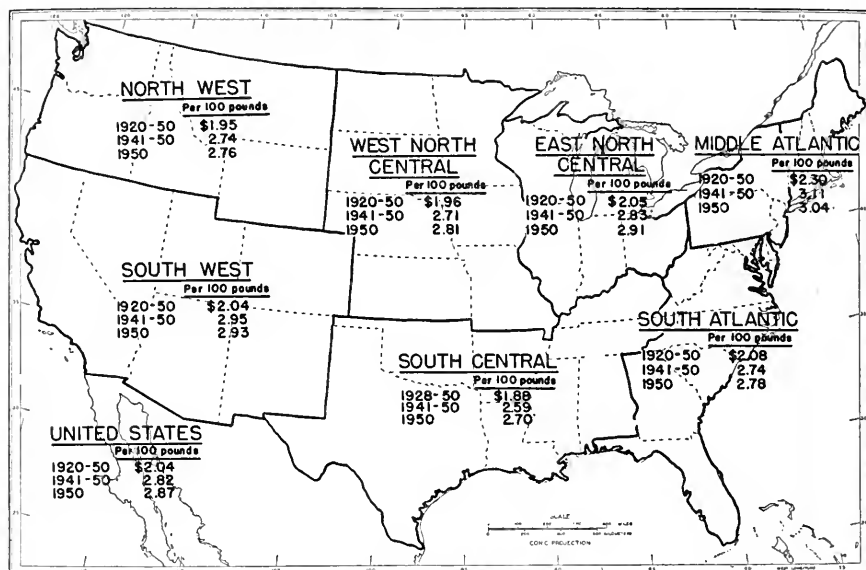 NORTH WEST
Per 100 pounds
1920-50 $1.95
1941-50 2.74
1950 2.76
WEST NORTH
CENTRAL
Per 100 pounds
1920-50 $1.96
1941-50 2.71
1950 2.81
EAST NORTH
CENTRAL
Per 100 pounds
1920-50 $2.05
1941-50 2.83
1950 2.91
MIDDLE ATLANTIC
Per 100 pounds
1920-50 $2.30
1941-50 3.11
1950 3.04
SOUTH WEST
Per 100 pounds
1920-50 $2.04
1941-50 2.95
1950 2.93
SOUTH CENTRAL
Per 100 pounds
1928-50 $1.88
1941-50 2.59
1950 2.70
SOUTH ATLANTIC
Per 100 pounds
1920-50 $2.08
1941-50 2.74
1950 2.78
UNITED STATES
Per 100 pounds
1920-50 $2.04
1941-50 2.82
1950 2.87
SCALE
CONIC PROJECTION